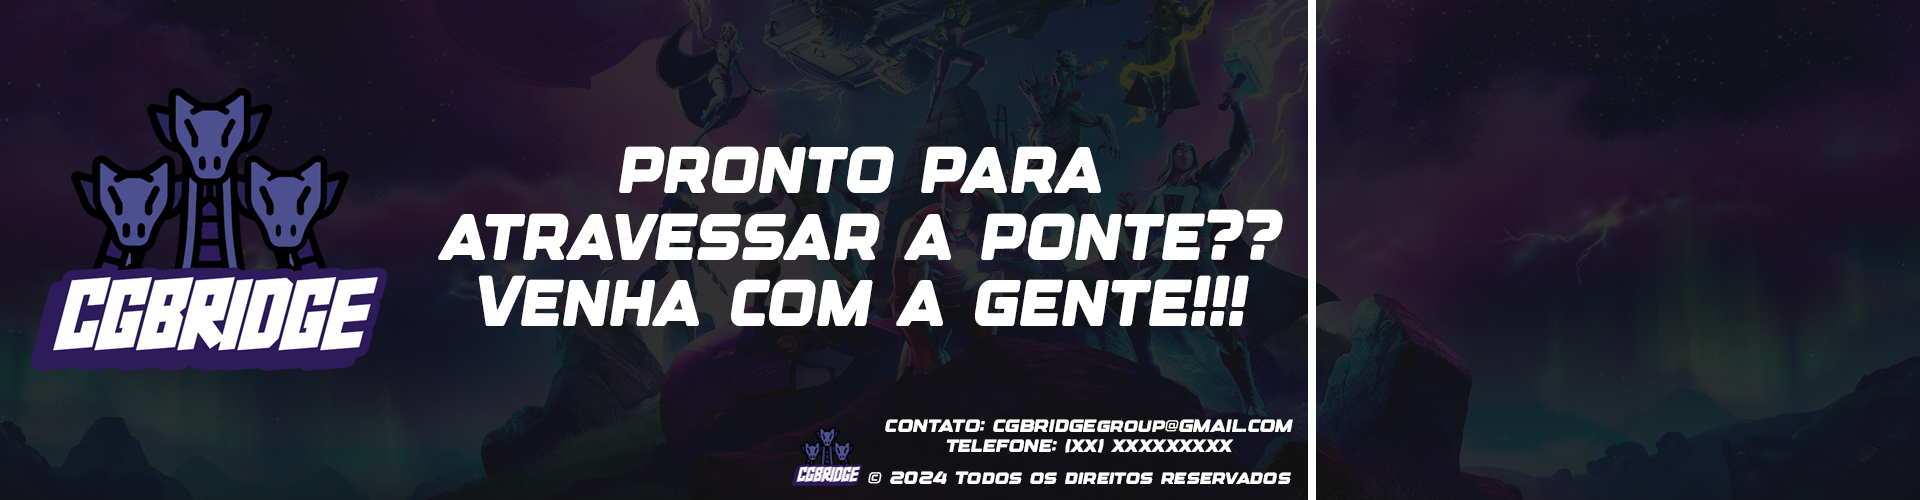 CGBRIDGE
PRONTO PARA
ATRAVESSAR A PONTE??
VENHA COM A GENTE!!!
CONTATO: CGBRIDGEGROUP@GMAIL.COM
TELEFONE: (XX) XXXXXXXXX
CGBRIDGE
© 2024 TODOS OS DIREITOS RESERVADOS